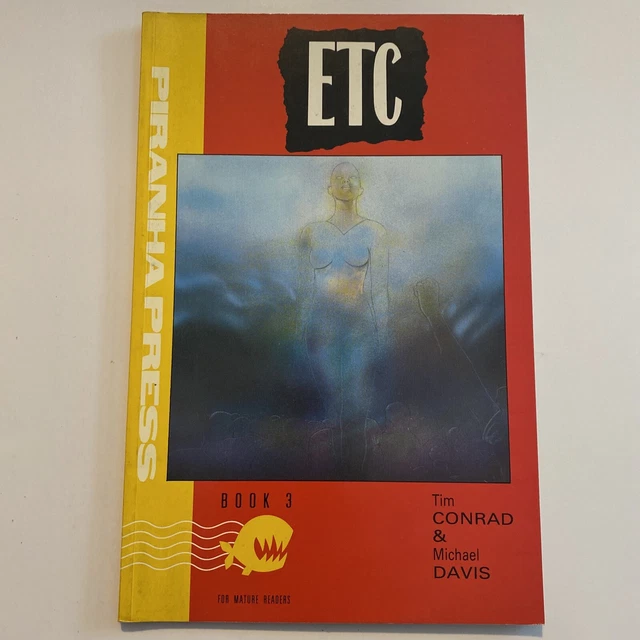 ETC
PIRANHA PRESS
BOOK 3
Tim
CONRAD
&
Michael
DAVIS
FOR MATURE READERS